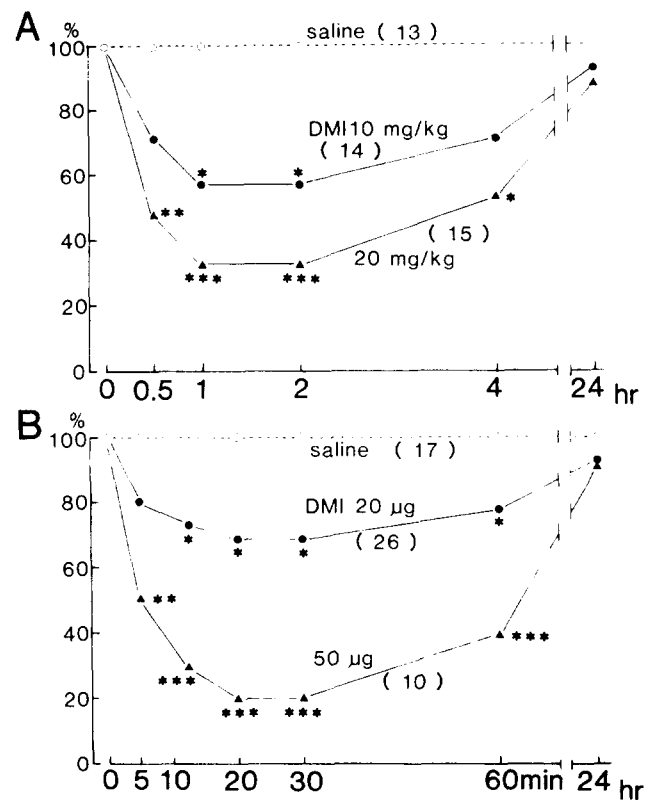 A
%
saline ( 13 )
100
80
DMI 10 mg/kg
( 14 )
60
* *
**
*
40
( 15 )
20 mg/kg
*** ***
20
0
0 0.5 1 2 4 24 hr
B
%
100
saline ( 17 )
80
DMI 20 µg
* * * *
( 26 )
60
**
40
***
50 µg
( 10 )
***
20
*** ***
0
0 5 10 20 30 60min 24 hr